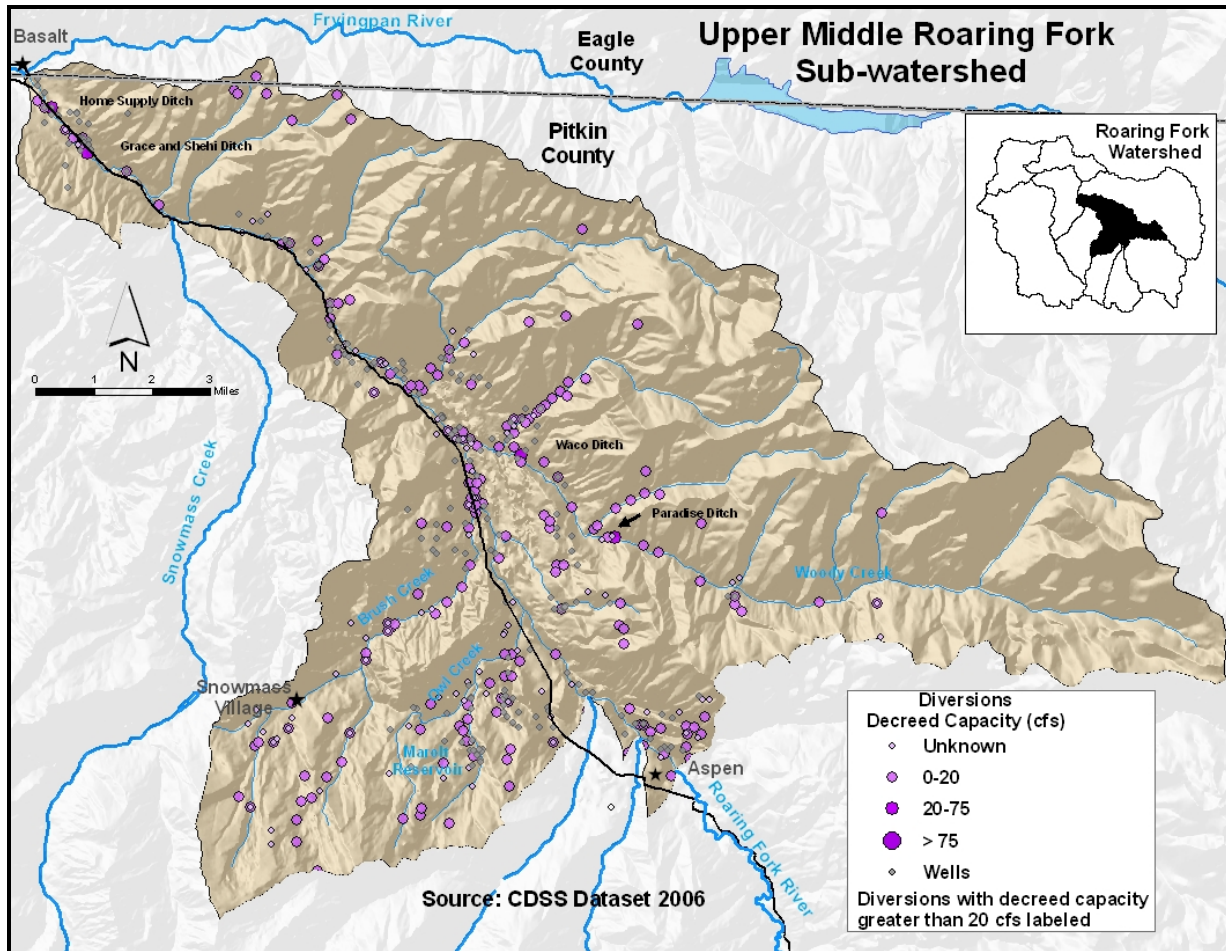 Upper Middle Roaring Fork
Sub-watershed
Fryingpan River
Basalt
Eagle
County
Pitkin
County
Home Supply Ditch
Grace and Shehi Ditch
Roaring Fork
Watershed
N
0 1 2 3
Miles
Snowmass Creek
Waco Ditch
Paradise Ditch
Woody Creek
Brush Creek
Owl Creek
Snowmass
Village
Marolt
Reservoir
Aspen
Roaring Fork River
Source: CDSS Dataset 2006
Diversions
Decreed Capacity (cfs)
Unknown
0-20
20-75
> 75
Wells
Diversions with decreed capacity
greater than 20 cfs labeled